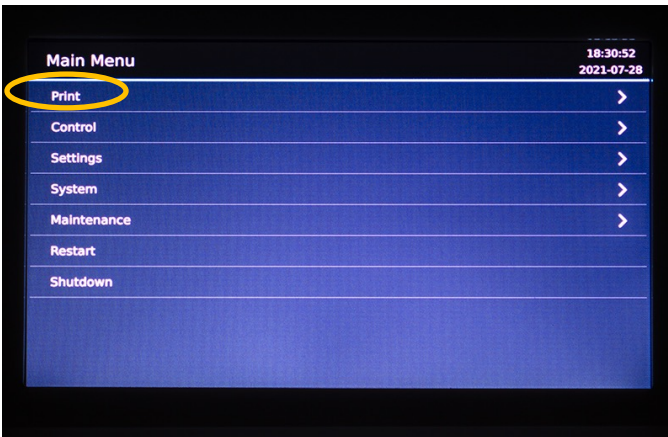 Main Menu
18:30:52
2021-07-28
Print
Control
Settings
System
Maintenance
Restart
Shutdown